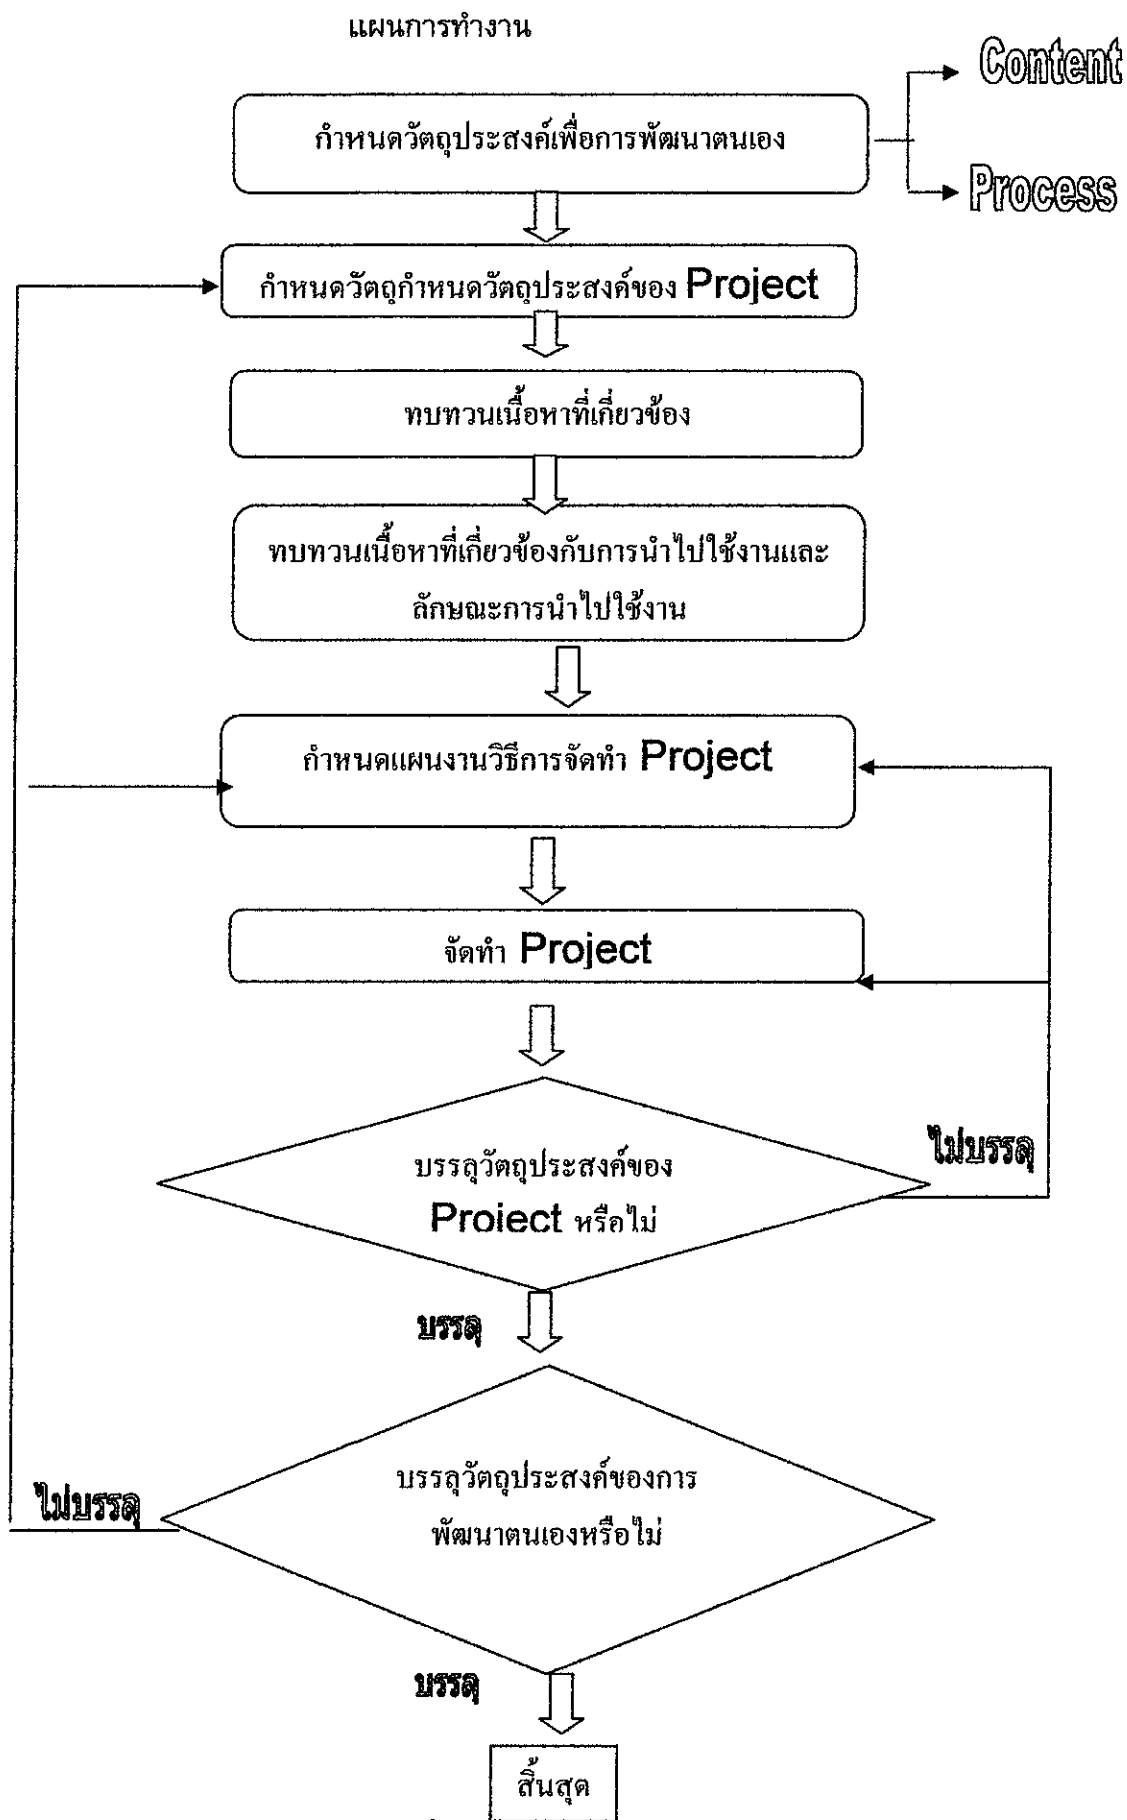 แผนการทำงาน
Content
กำหนดวัตถุประสงค์เพื่อการพัฒนาตนเอง
Process
กำหนดวัตถุกำหนดวัตถุประสงค์ของ Project
ทบทวนเนื้อหาที่เกี่ยวข้อง
ทบทวนเนื้อหาที่เกี่ยวข้องกับการนำไปใช้งานและ
ลักษณะการนำไปใช้งาน
กำหนดแผนงานวิธีการจัดทำ Project
จัดทำ Project
บรรลุวัตถุประสงค์ของ
Project หรือไม่
ไม่บรรลุ
บรรลุ
บรรลุวัตถุประสงค์ของการ
พัฒนาตนเองหรือไม่
ไม่บรรลุ
บรรลุ
สิ้นสุด